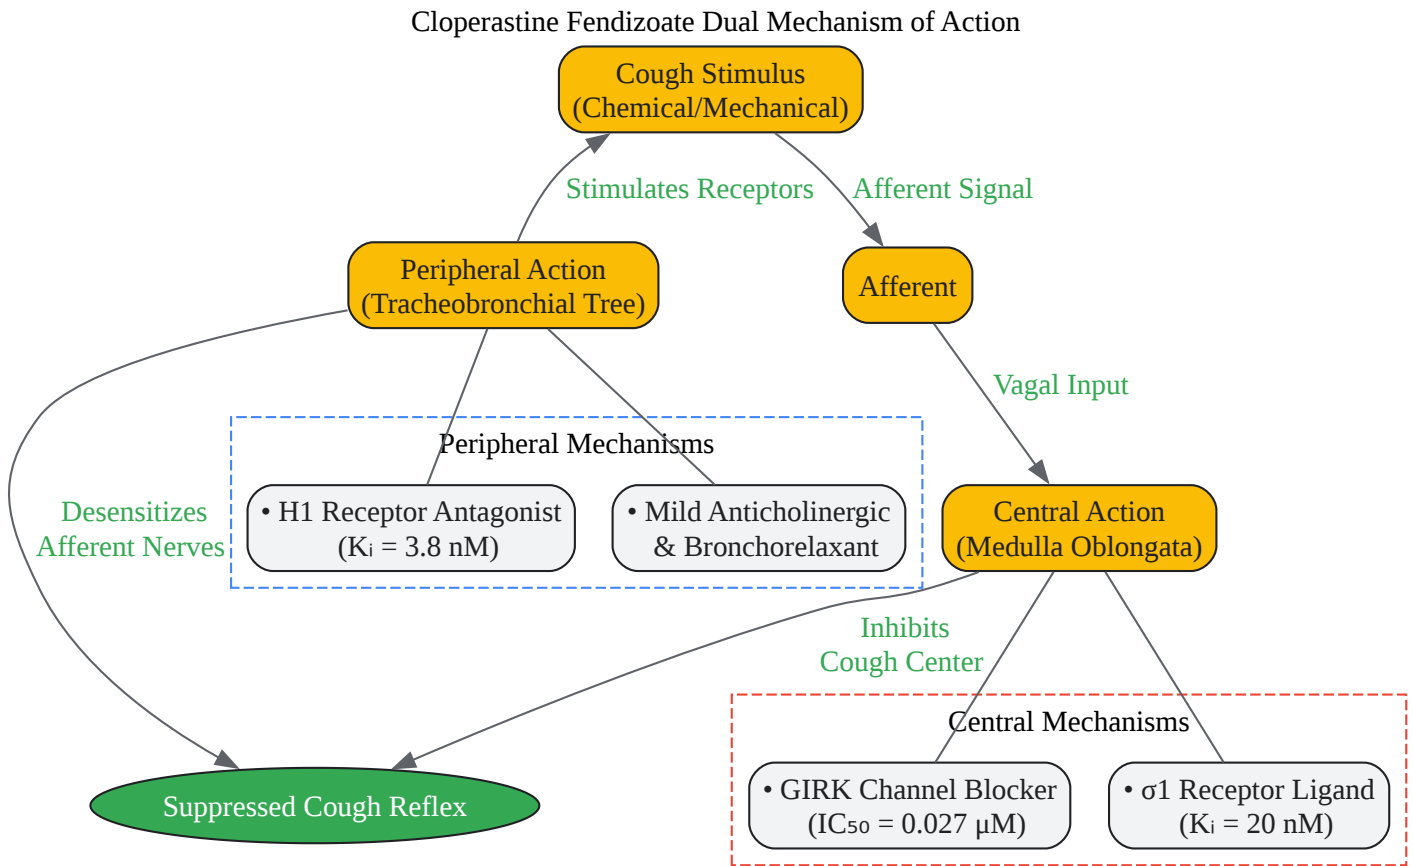 Cloperastine Fendizoate Dual Mechanism of Action
Cough Stimulus
(Chemical/Mechanical)
Stimulates Receptors
Afferent Signal
Peripheral Action
(Tracheobronchial Tree)
Afferent
Vagal Input
Peripheral Mechanisms
• H1 Receptor Antagonist
(Kᵢ = 3.8 nM)
• Mild Anticholinergic
& Bronchorelaxant
Desensitizes
Afferent Nerves
Central Action
(Medulla Oblongata)
Inhibits
Cough Center
Central Mechanisms
• GIRK Channel Blocker
(IC₅₀ = 0.027 μM)
• σ1 Receptor Ligand
(Kᵢ = 20 nM)
Suppressed Cough Reflex